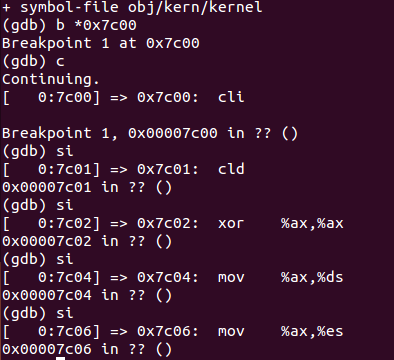 + symbol-file obj/kern/kernel
(gdb) b *0x7c00
Breakpoint 1 at 0x7c00
(gdb) c
Continuing.
[   0:7c00] => 0x7c00:  cli
Breakpoint 1, 0x00007c00 in ?? ()
(gdb) si
[   0:7c01] => 0x7c01:  cld
0x00007c01 in ?? ()
(gdb) si
[   0:7c02] => 0x7c02:  xor    %ax,%ax
0x00007c02 in ?? ()
(gdb) si
[   0:7c04] => 0x7c04:  mov    %ax,%ds
0x00007c04 in ?? ()
(gdb) si
[   0:7c06] => 0x7c06:  mov    %ax,%es
0x00007c06 in ?? ()